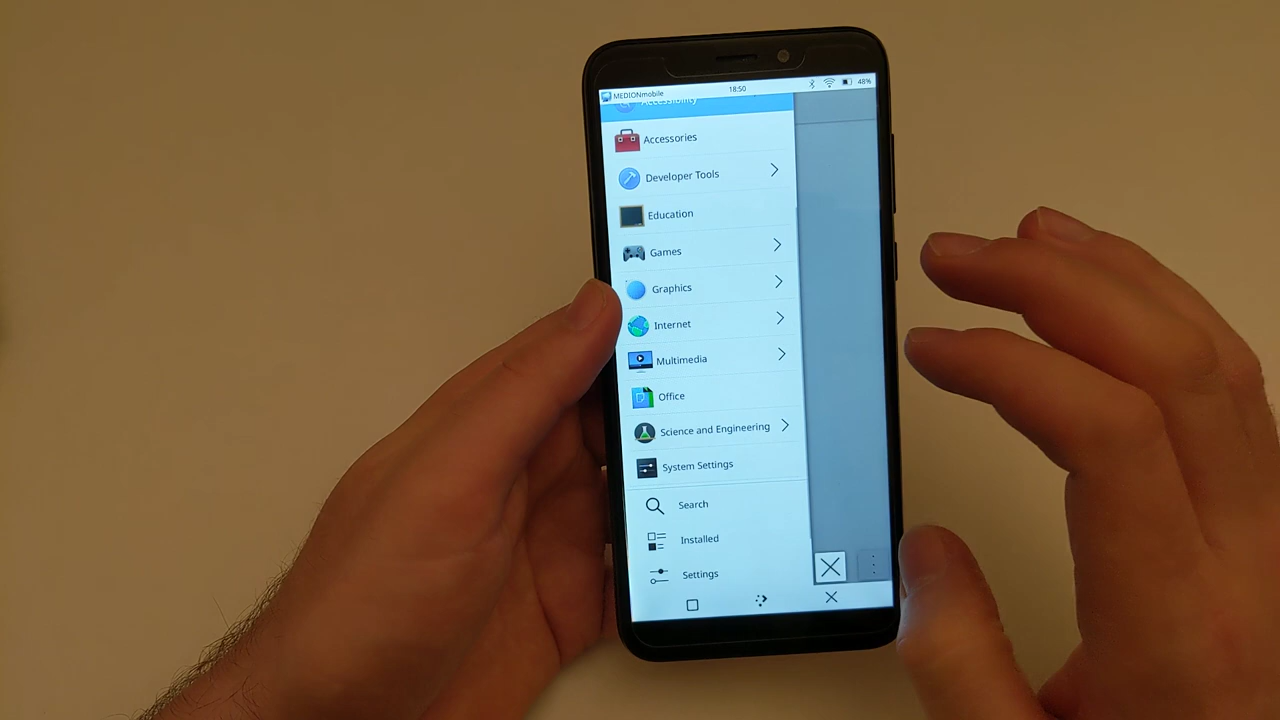 MEDIONmobile 18:50 48%
Accessibility
Accessories
Developer Tools
Education
Games
Graphics
Internet
Multimedia
Office
Science and Engineering
System Settings
Search
Installed
Settings